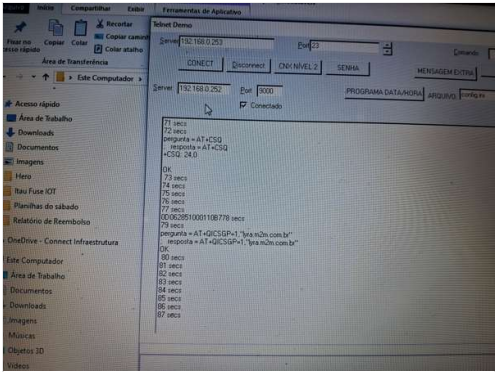 Início Compartilhar Exibir Ferramentas de Aplicativo
Recortar
Copiar
Colar
Copiar caminho
Colar atalho
Fixar no
Acesso rápido
Área de Transferência
Este Computador
Acesso rápido
Área de Trabalho
Downloads
Documentos
Imagens
Hero
Itau Fuse IOT
Planilhas do sábado
Relatório de Reembolso
OneDrive - Connect Infraestrutura
Este Computador
Área de Trabalho
Documentos
Downloads
Imagens
Músicas
Objetos 3D
Vídeos
Telnet Demo
Server 192.168.0.253 Port 23
Comando
CONECT Disconnect CNX NÍVEL 2 SENHA MENSAGEM EXTRA
Server 192.168.0.252 Port 9000 PROGRAMA DATA/HORA ARQUIVO: config.ini
Conectado
71 secs
72 secs
pergunta = AT+CSQ
resposta = AT+CSQ
+CSQ: 24,0
OK
73 secs
74 secs
75 secs
76 secs
77 secs
0D062851000110B778 secs
79 secs
pergunta = AT+QICSGP=1,"lyra.m2m.com.br"
resposta = AT+QICSGP=1,"lyra.m2m.com.br"
OK
80 secs
81 secs
82 secs
83 secs
84 secs
85 secs
86 secs
87 secs